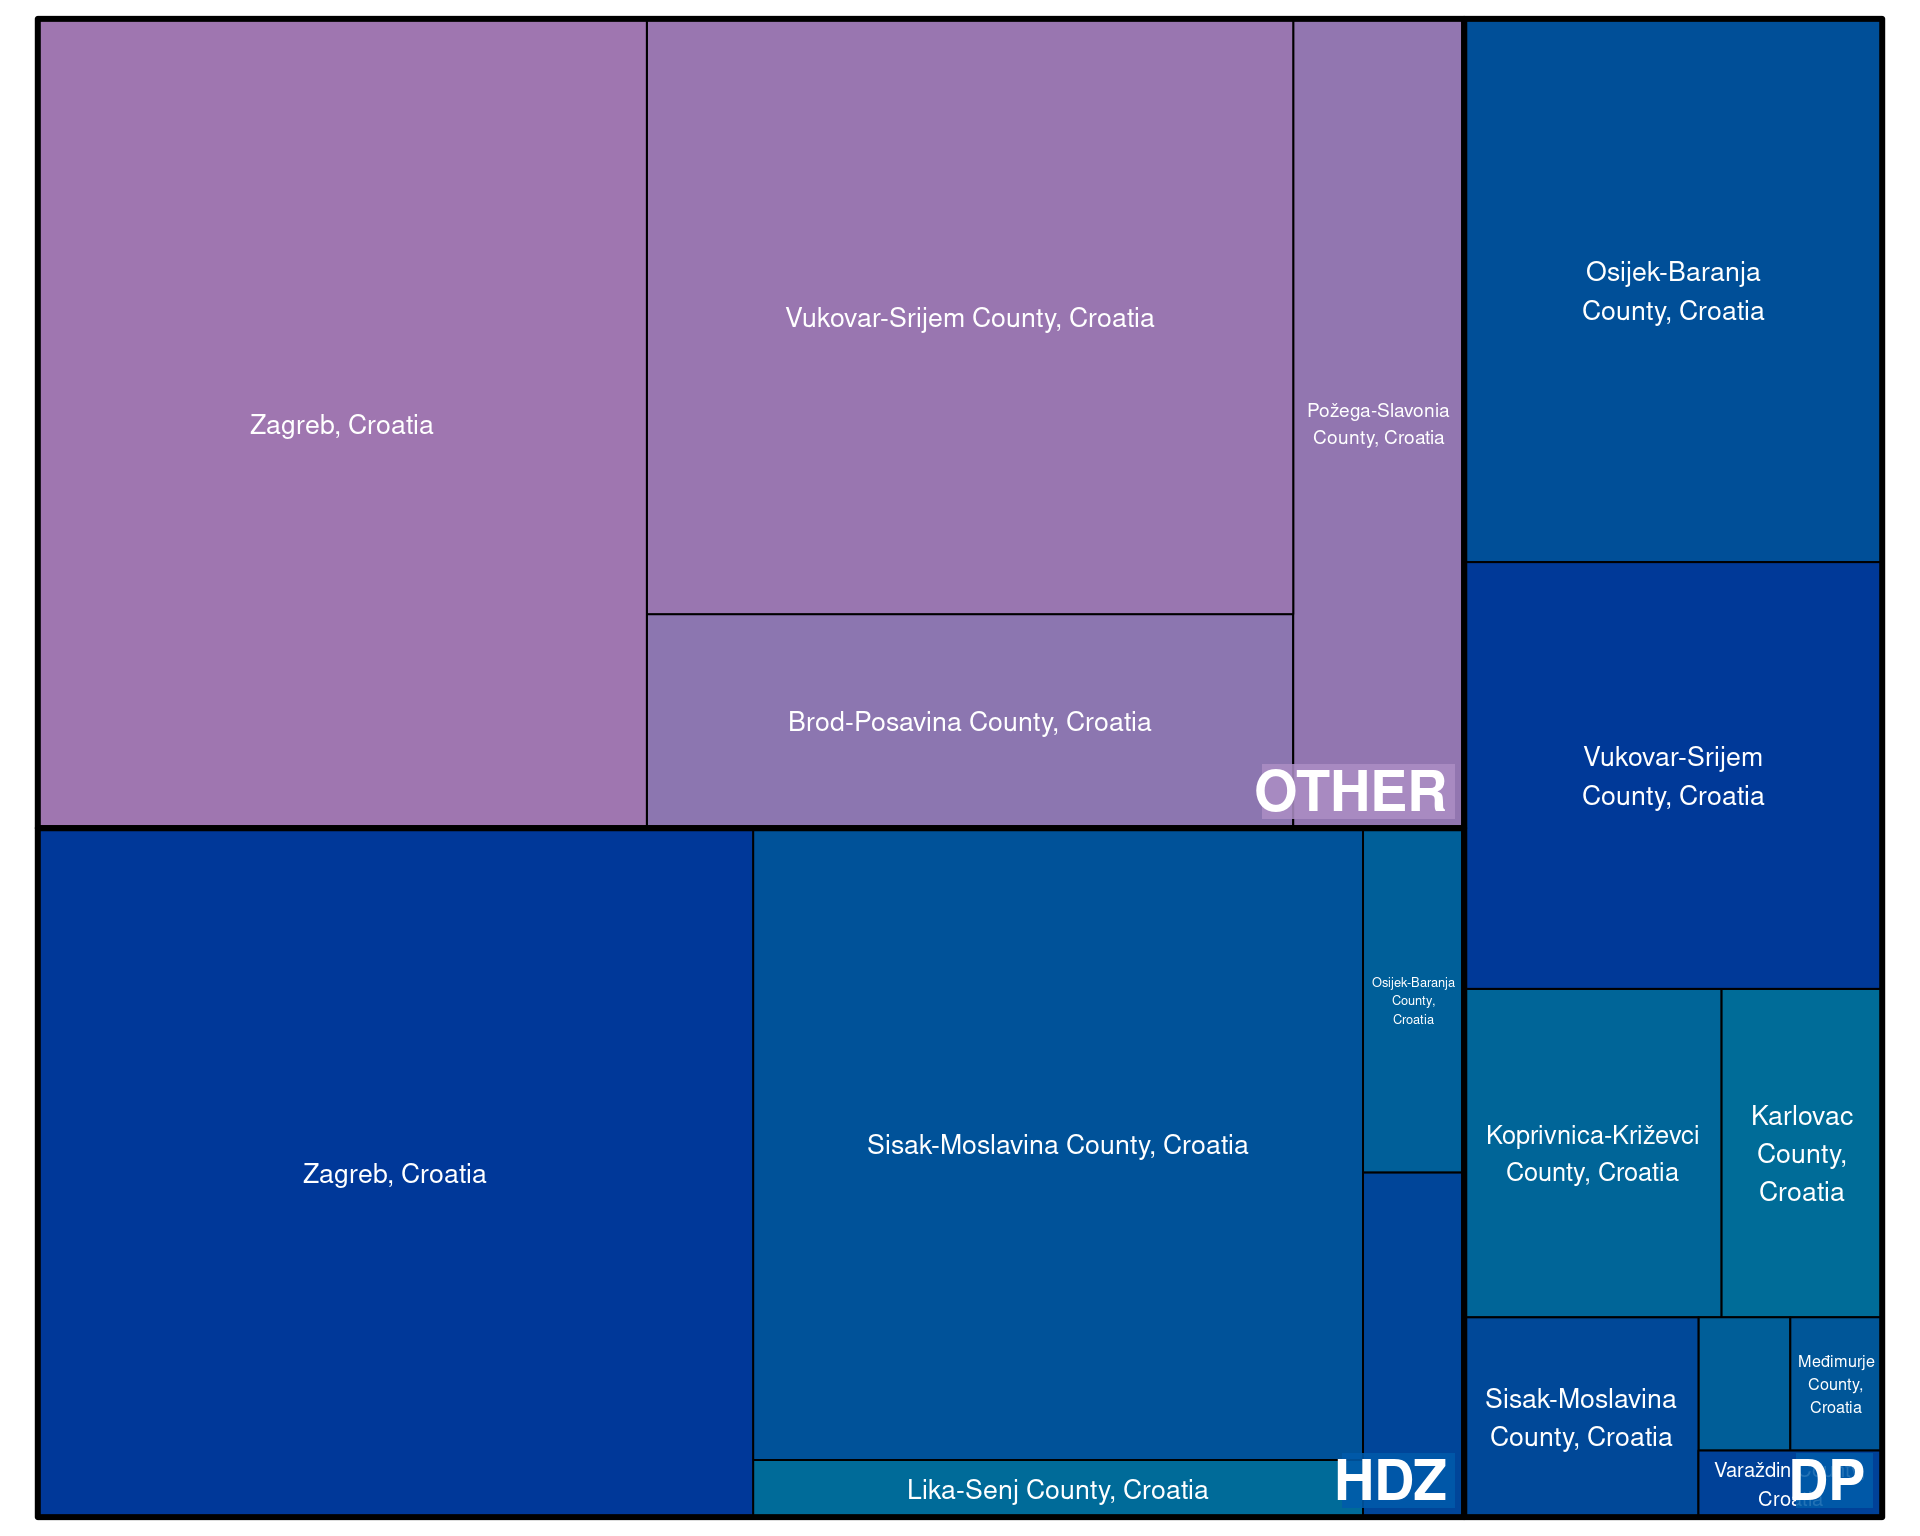 Zagreb, Croatia
Vukovar-Srijem County, Croatia
Požega-Slavonia
County, Croatia
Brod-Posavina County, Croatia
OTHER
Osijek-Baranja
County, Croatia
Vukovar-Srijem
County, Croatia
Zagreb, Croatia
Sisak-Moslavina County, Croatia
Osijek-Baranja
County,
Croatia
Lika-Senj County, Croatia
HDZ
Koprivnica-Križevci
County, Croatia
Karlovac
County,
Croatia
Sisak-Moslavina
County, Croatia
Međimurje
County,
Croatia
Varaždin
Croatia
DP